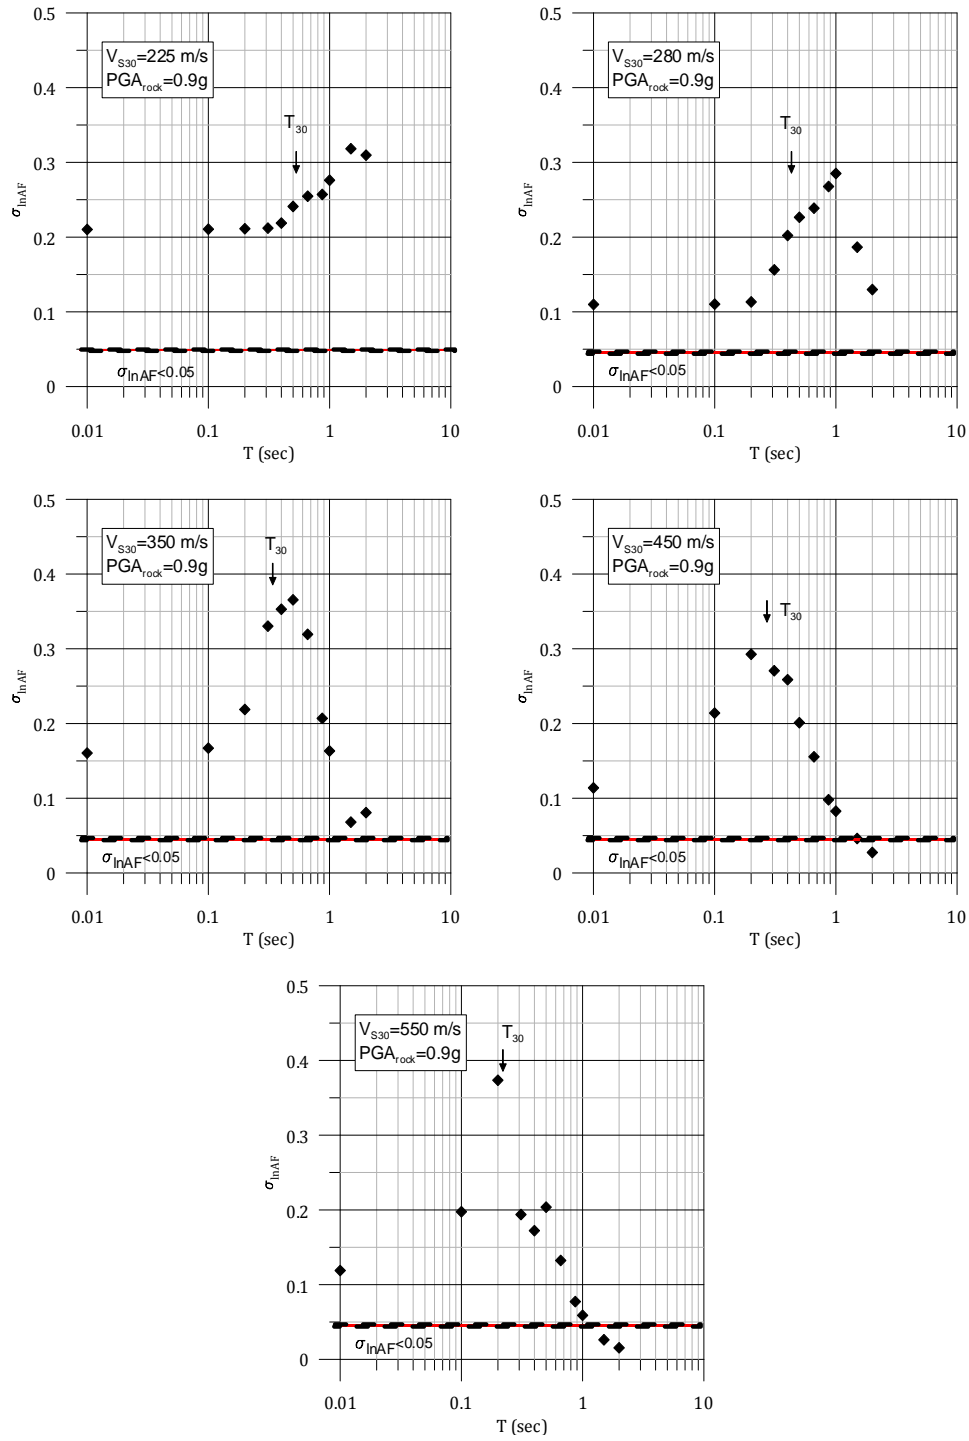 0.5
V_S30=225 m/s
PGA_rock=0.9g
0.4
T_30
0.3
σ_lnAF
0.2
0.1
σ_lnAF<0.05
0
0.01 0.1 1 10
T (sec)
0.5
V_S30=280 m/s
PGA_rock=0.9g
0.4
T_30
0.3
σ_lnAF
0.2
0.1
σ_lnAF<0.05
0
0.01 0.1 1 10
T (sec)
0.5
V_S30=350 m/s
PGA_rock=0.9g
T_30
0.4
0.3
σ_lnAF
0.2
0.1
σ_lnAF<0.05
0
0.01 0.1 1 10
T (sec)
0.5
V_S30=450 m/s
PGA_rock=0.9g
0.4
T_30
0.3
σ_lnAF
0.2
0.1
σ_lnAF<0.05
0
0.01 0.1 1 10
T (sec)
0.5
V_S30=550 m/s
PGA_rock=0.9g
T_30
0.4
0.3
σ_lnAF
0.2
0.1
σ_lnAF<0.05
0
0.01 0.1 1 10
T (sec)